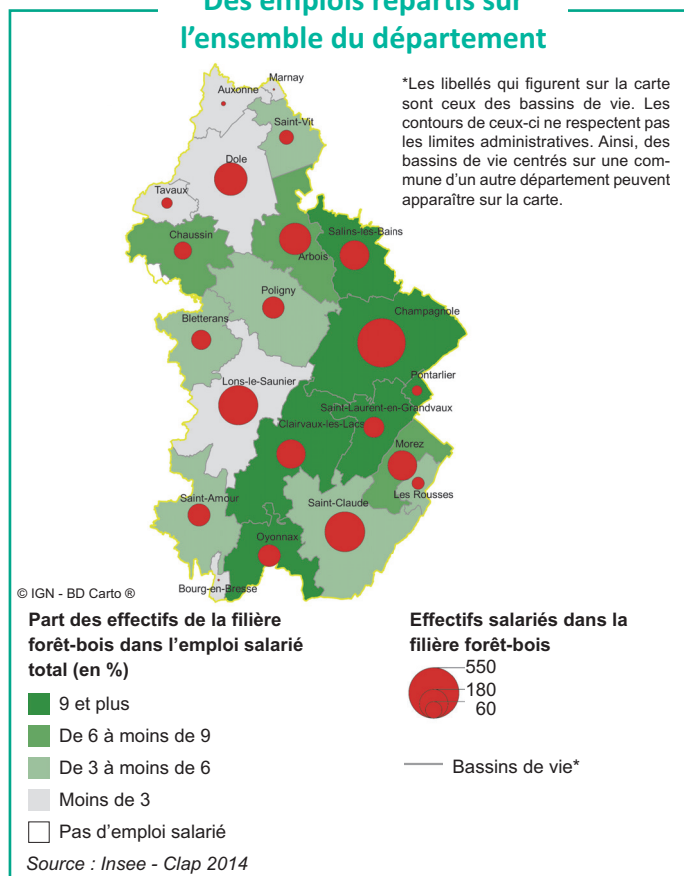 Des emplois répartis sur
l'ensemble du département
*Les libellés qui figurent sur la carte
sont ceux des bassins de vie. Les
contours de ceux-ci ne respectent pas
les limites administratives. Ainsi, des
bassins de vie centrés sur une com-
mune d'un autre département peuvent
apparaître sur la carte.
Marnay
Auxonne
Saint-Vit
Dole
Tavaux
Chaussin
Salins-les-Bains
Arbois
Poligny
Champagnole
Bletterans
Pontarlier
Lons-le-Saunier
Saint-Laurent-en-Grandvaux
Clairvaux-les-Lacs
Morez
Les Rousses
Saint-Amour
Saint-Claude
Oyonnax
Bourg-en-Bresse
© IGN - BD Carto ®
Part des effectifs de la filière
forêt-bois dans l'emploi salarié
total (en %)
9 et plus
De 6 à moins de 9
De 3 à moins de 6
Moins de 3
Pas d'emploi salarié
Effectifs salariés dans la
filière forêt-bois
550
180
60
Bassins de vie*
Source : Insee - Clap 2014